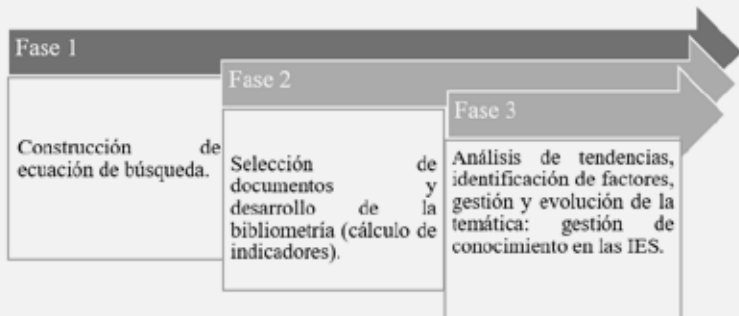 Fase 1
Construcción de
ecuación de búsqueda.
Fase 2
Selección de
documentos y
desarrollo de la
bibliometría (cálculo de
indicadores).
Fase 3
Análisis de tendencias,
identificación de factores,
gestión y evolución de la
temática: gestión de
conocimiento en las IES.